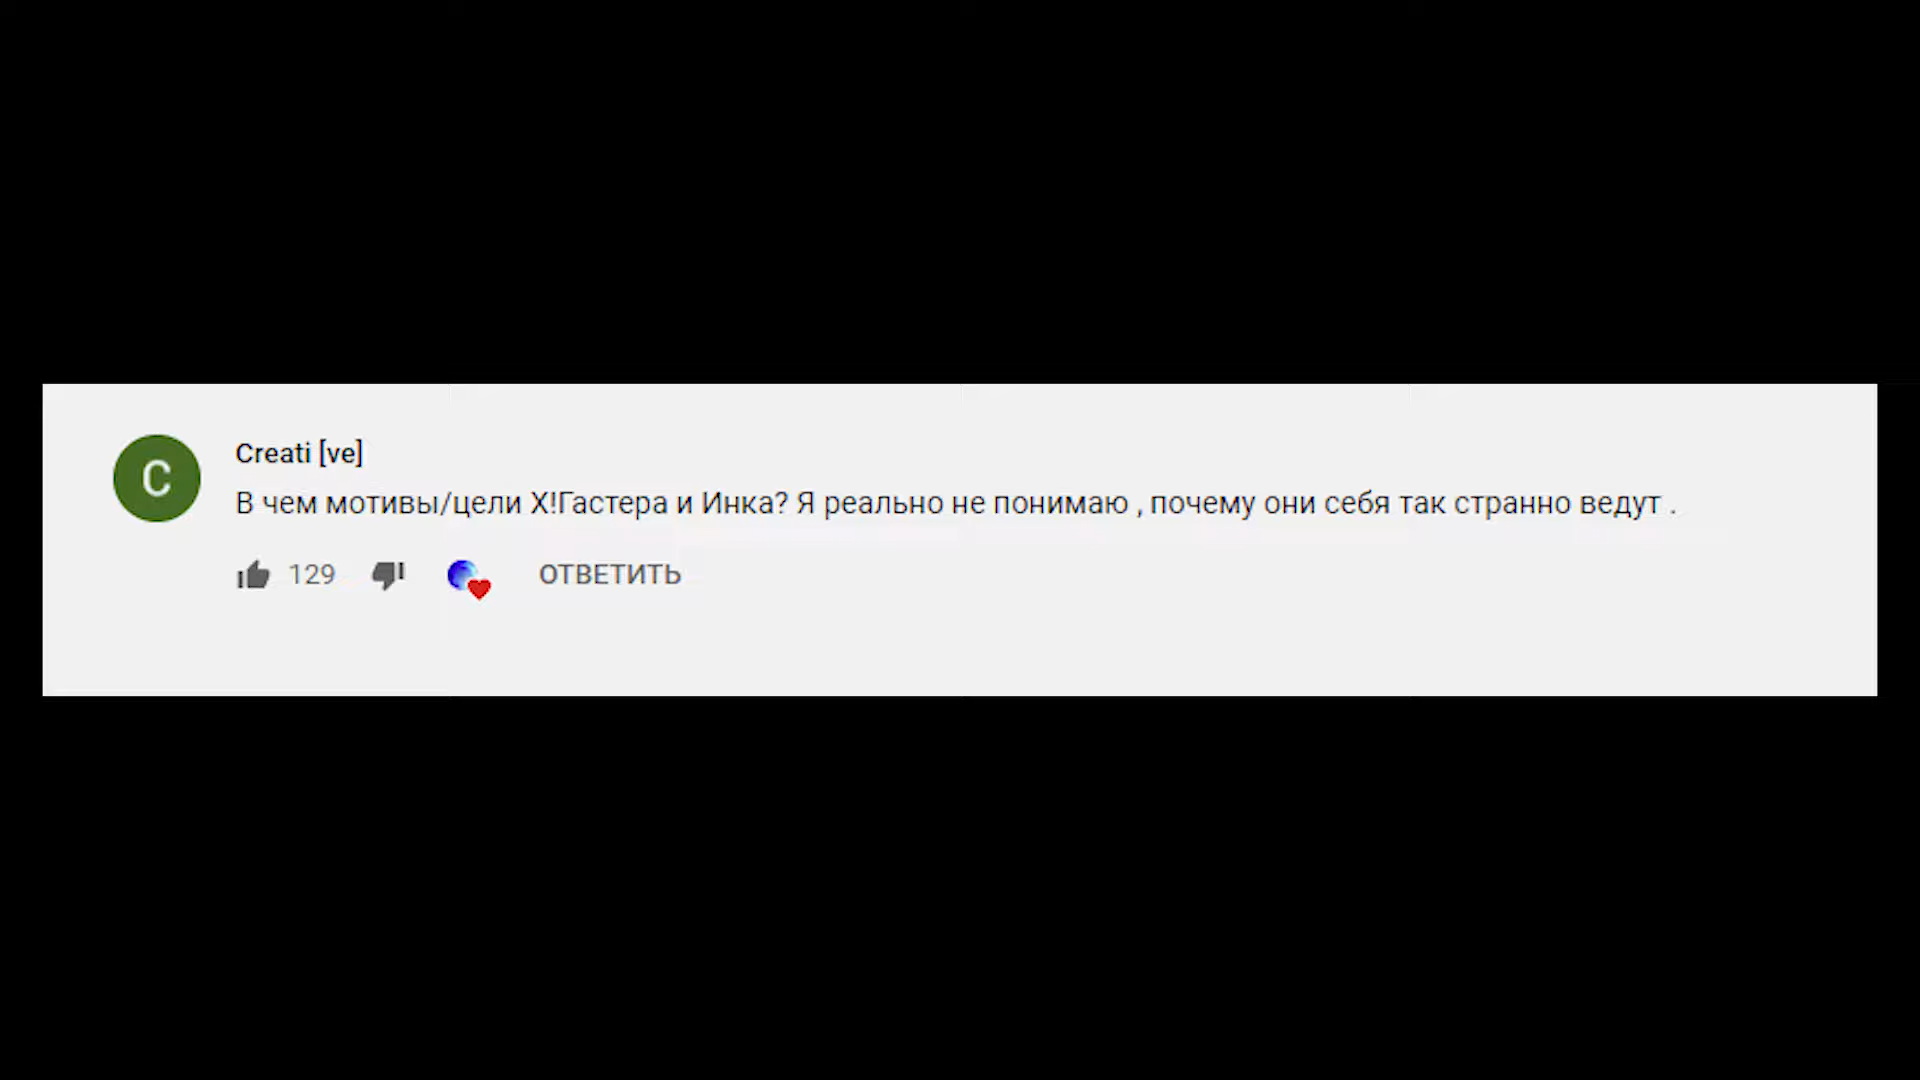 C
Creati [ve]
В чем мотивы/цели Х!Гастера и Инка? Я реально не понимаю , почему они себя так странно ведут .
129
ОТВЕТИТЬ